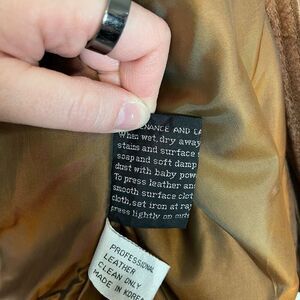 ENANCE AND CA
When wet, dry away
stains and surface s
soap and soft damp
dust with baby pow
To press leather and
smooth surface clot
cloth, set iron at ray
press lightly on oute
PROFESSIONAL
LEATHER
CLEAN ONLY
MADE IN KOREA